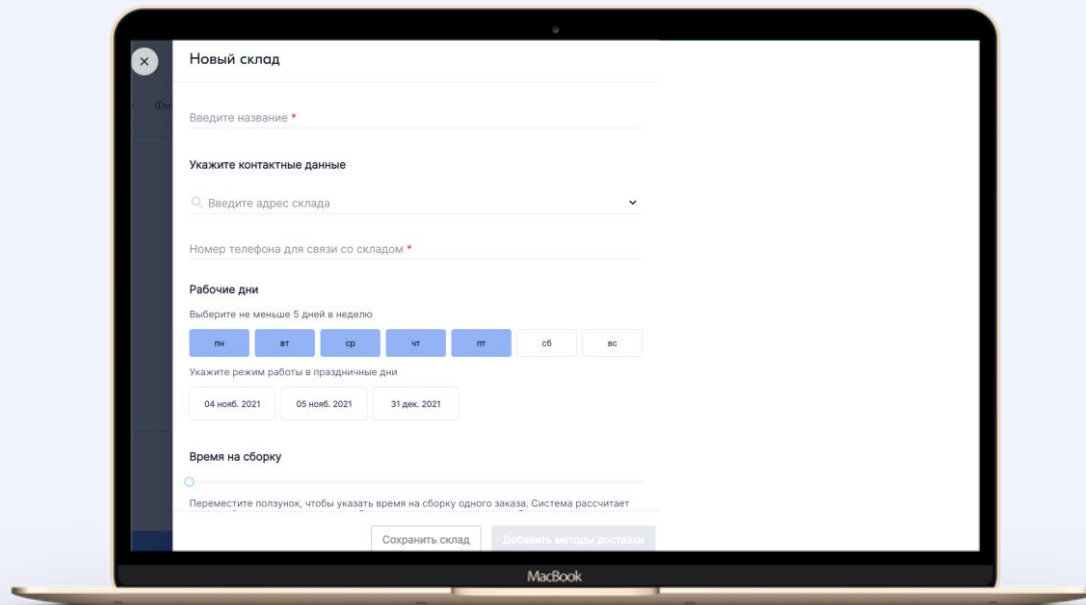 Новый склад
Фи
Введите название *
Укажите контактные данные
Введите адрес склада
Номер телефона для связи со складом *
Рабочие дни
Выберите не меньше 5 дней в неделю
пн вт ср чт пт сб вс
Укажите режим работы в праздничные дни
04 нояб. 2021 05 нояб. 2021 31 дек. 2021
Время на сборку
Переместите ползунок, чтобы указать время на сборку одного заказа. Система рассчитает
Сохранить склад Добавить методы доставки
MacBook